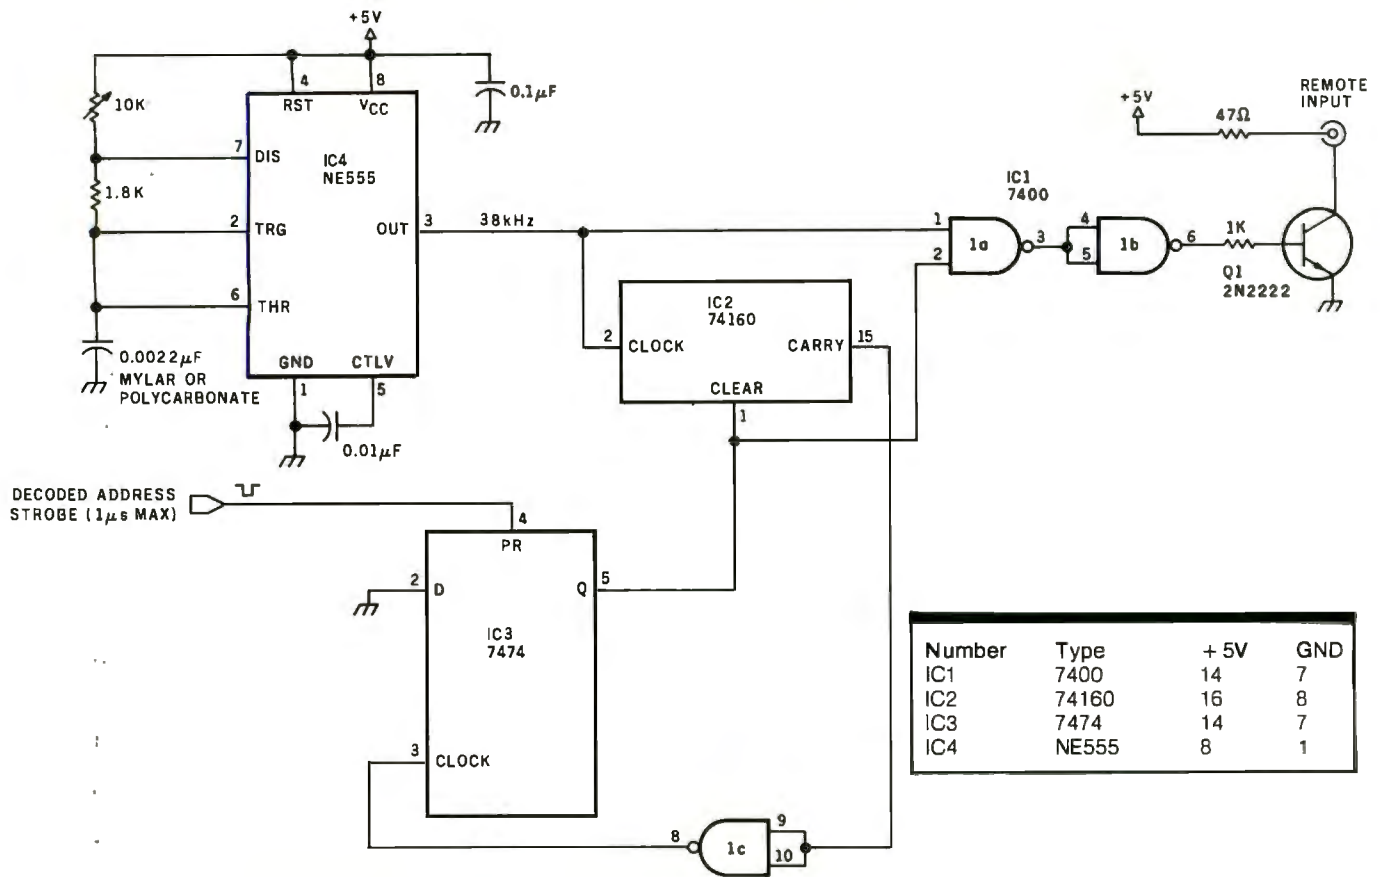 +5V
4
8
RST
VCC
0.1µF
10K
7
DIS
IC4
NE555
1.8K
2
TRG
OUT
3
38kHz
6
THR
0.0022µF
MYLAR OR
POLYCARBONATE
GND
CTLV
1
5
0.01µF
+5V
47Ω
REMOTE
INPUT
IC1
7400
1
2
1a
3
4
5
1b
6
1K
Q1
2N2222
IC2
74160
2
CLOCK
CARRY
15
CLEAR
1
DECODED ADDRESS
STROBE (1µs MAX)
4
PR
2
D
Q
5
IC3
7474
3
CLOCK
8
1c
9
10
Number Type + 5V GND
IC1 7400 14 7
IC2 74160 16 8
IC3 7474 14 7
IC4 NE555 8 1